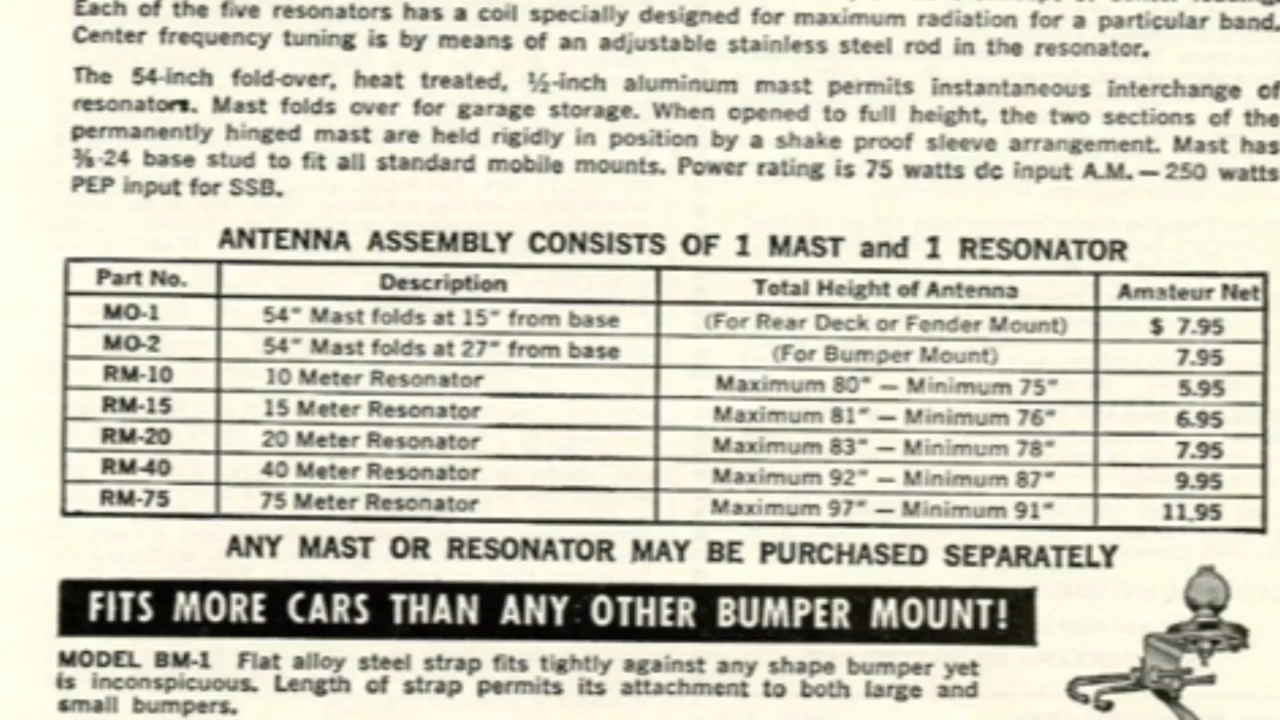 Each of the five resonators has a coil specially designed for maximum radiation for a particular band.
Center frequency tuning is by means of an adjustable stainless steel rod in the resonator.
The 54-inch fold-over, heat treated, ½-inch aluminum mast permits instantaneous interchange of
resonators. Mast folds over for garage storage. When opened to full height, the two sections of the
permanently hinged mast are held rigidly in position by a shake proof sleeve arrangement. Mast has
⅜-24 base stud to fit all standard mobile mounts. Power rating is 75 watts dc input A.M. — 250 watts
PEP input for SSB.
ANTENNA ASSEMBLY CONSISTS OF 1 MAST and 1 RESONATOR
Part No. Description Total Height of Antenna Amateur Net
MO-1 54" Mast folds at 15" from base (For Rear Deck or Fender Mount) $ 7.95
MO-2 54" Mast folds at 27" from base (For Bumper Mount) 7.95
RM-10 10 Meter Resonator Maximum 80" — Minimum 75" 5.95
RM-15 15 Meter Resonator Maximum 81" — Minimum 76" 6.95
RM-20 20 Meter Resonator Maximum 83" — Minimum 78" 7.95
RM-40 40 Meter Resonator Maximum 92" — Minimum 87" 9.95
RM-75 75 Meter Resonator Maximum 97" — Minimum 91" 11.95
ANY MAST OR RESONATOR MAY BE PURCHASED SEPARATELY
FITS MORE CARS THAN ANY OTHER BUMPER MOUNT!
MODEL BM-1 Flat alloy steel strap fits tightly against any shape bumper yet
is inconspicuous. Length of strap permits its attachment to both large and
small bumpers.